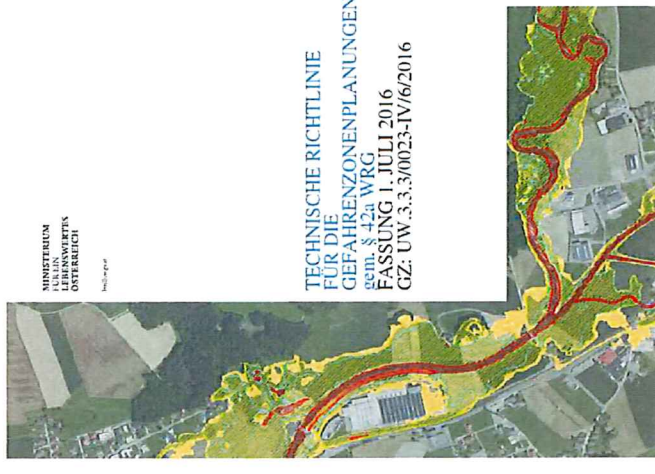 MINISTERIUM
FÜR EIN
LEBENSWERTES
ÖSTERREICH
TECHNISCHE RICHTLINIE
FÜR DIE
GEFAHRENZONENPLANUNGEN
gem. § 42a WRG
FASSUNG 1. JULI 2016
GZ: UW.3.3.3/0023-IV/6/2016